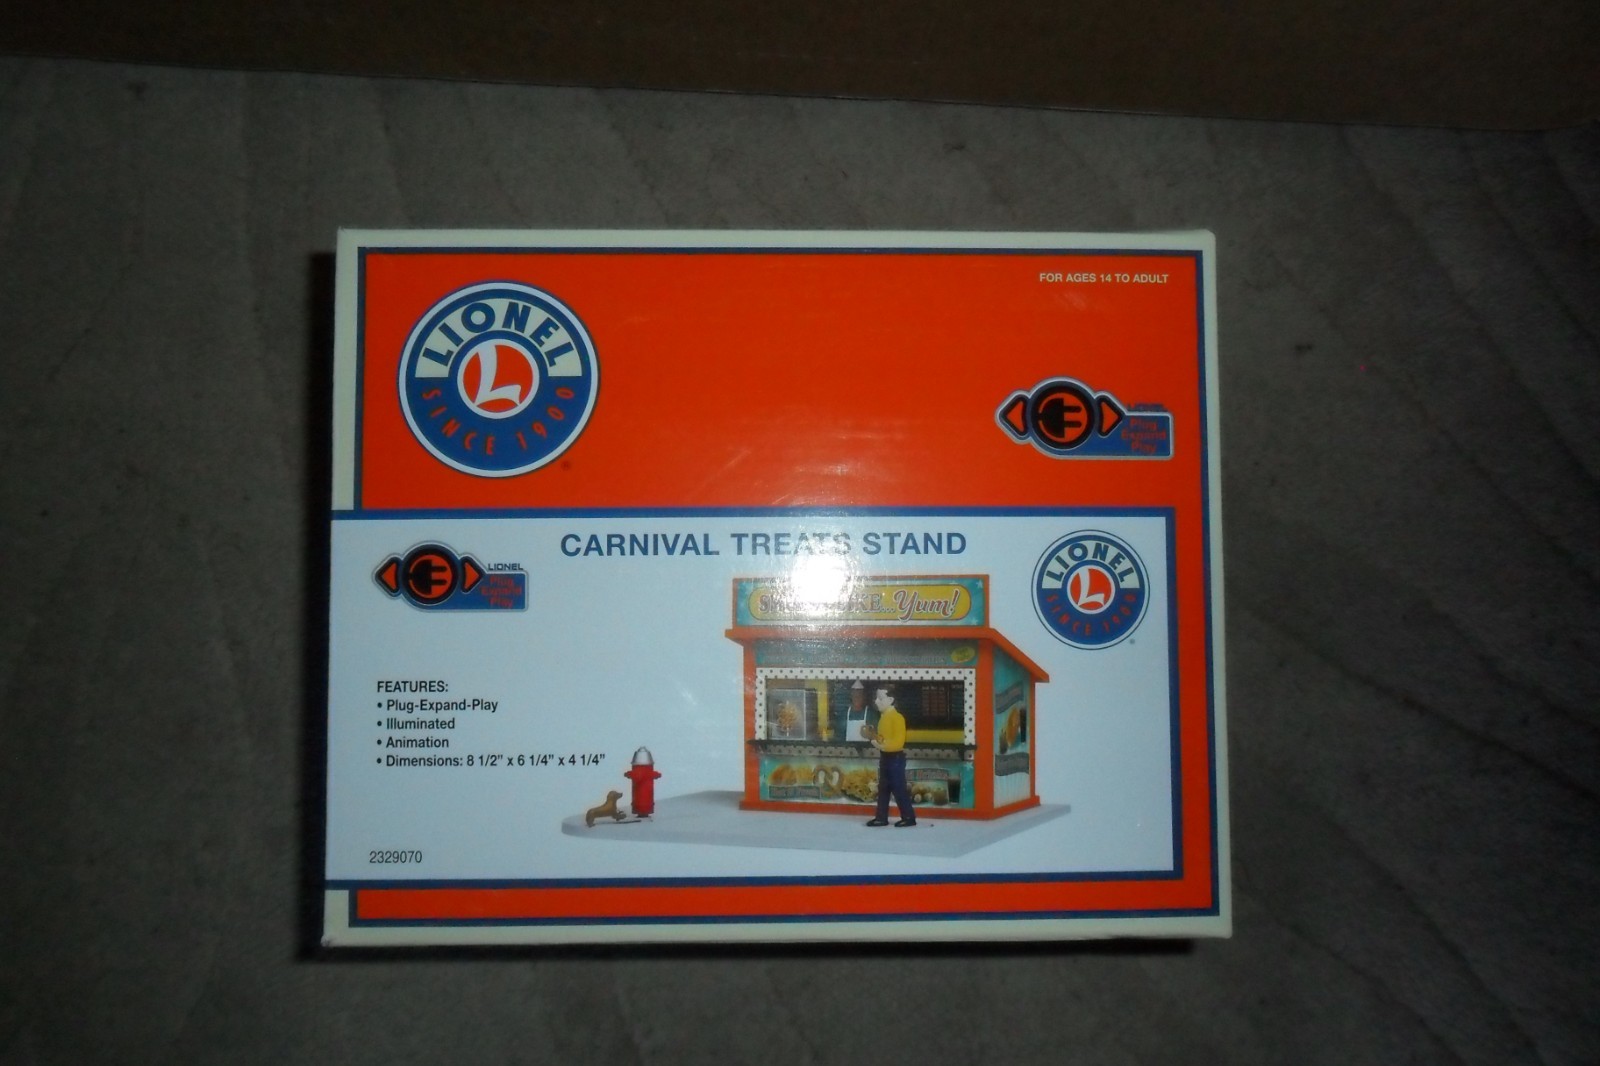 FOR AGES 14 TO ADULT
LIONEL
L
SINCE 1900
LIONEL
Plug
Expand
Play
CARNIVAL TREATS STAND
LIONEL
Plug
Expand
Play
LIONEL
L
SINCE 1900
Yum!
FEATURES:
• Plug-Expand-Play
• Illuminated
• Animation
• Dimensions: 8 1/2" x 6 1/4" x 4 1/4"
2329070